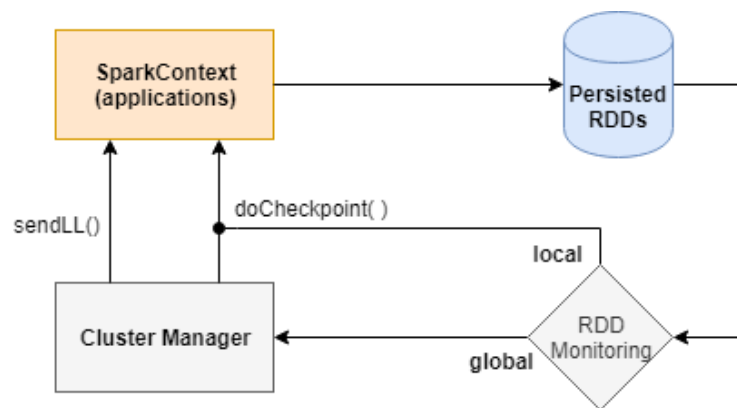 SparkContext
(applications)
Persisted
RDDs
sendLL()
doCheckpoint( )
local
Cluster Manager
RDD
Monitoring
global